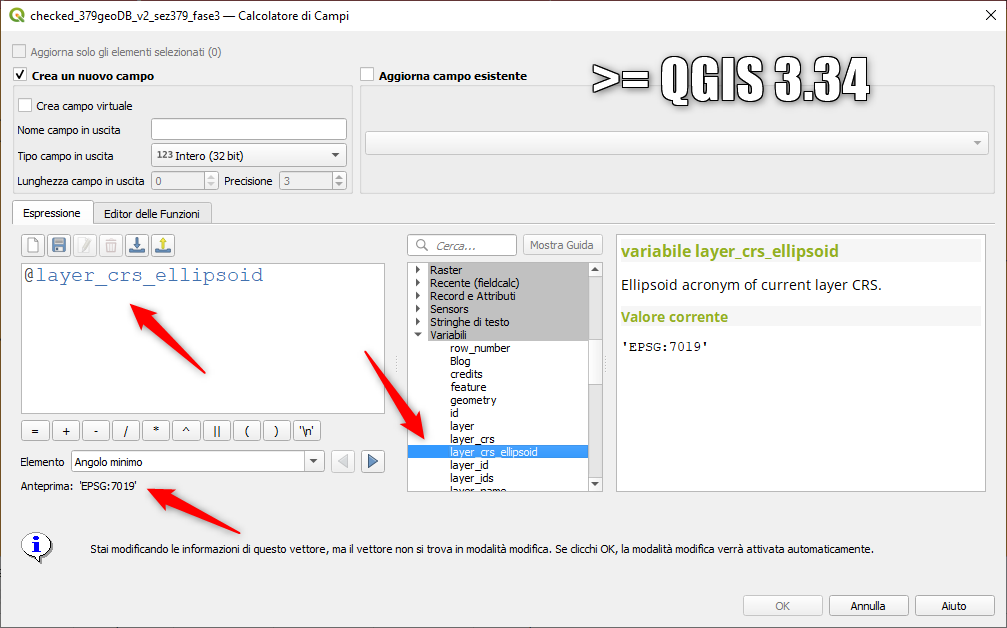 checked_379geoDB_v2_sez379_fase3 — Calcolatore di Campi
Aggiorna solo gli elementi selezionati (0)
Crea un nuovo campo
Aggiorna campo esistente
>= QGIS 3.34
Crea campo virtuale
Nome campo in uscita
Tipo campo in uscita
123 Intero (32 bit)
Lunghezza campo in uscita 0 Precisione 3
Espressione
Editor delle Funzioni
Cerca...
Mostra Guida
@layer_crs_ellipsoid
Raster
Recente (fieldcalc)
Record e Attributi
Sensors
Stringhe di testo
Variabili
row_number
Blog
credits
feature
geometry
id
layer
layer_crs
layer_crs_ellipsoid
layer_id
layer_ids
layer_name
variabile layer_crs_ellipsoid
Ellipsoid acronym of current layer CRS.
Valore corrente
'EPSG:7019'
= + - / * ^ || ( ) '\n'
Elemento Angolo minimo
Anteprima: 'EPSG:7019'
Stai modificando le informazioni di questo vettore, ma il vettore non si trova in modalità modifica. Se clicchi OK, la modalità modifica verrà attivata automaticamente.
OK
Annulla
Aiuto